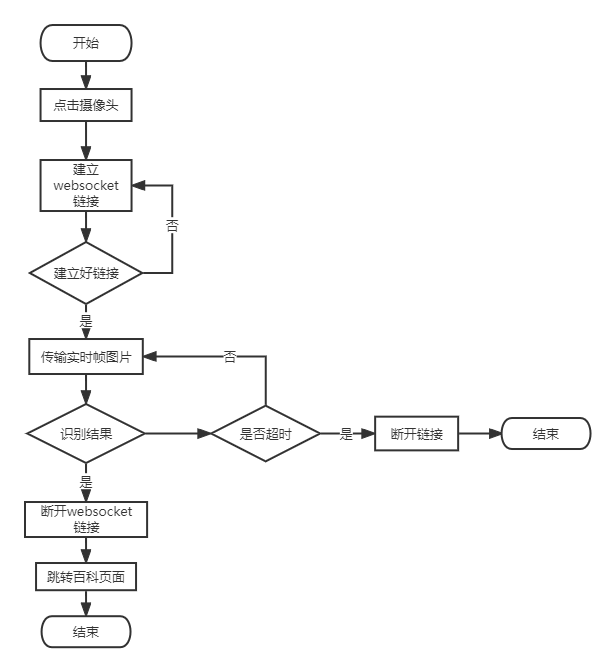 开始
点击摄像头
建立
websocket
链接
否
建立好链接
是
传输实时帧图片
否
识别结果
是否超时
是
断开链接
结束
是
断开websocket
链接
跳转百科页面
结束